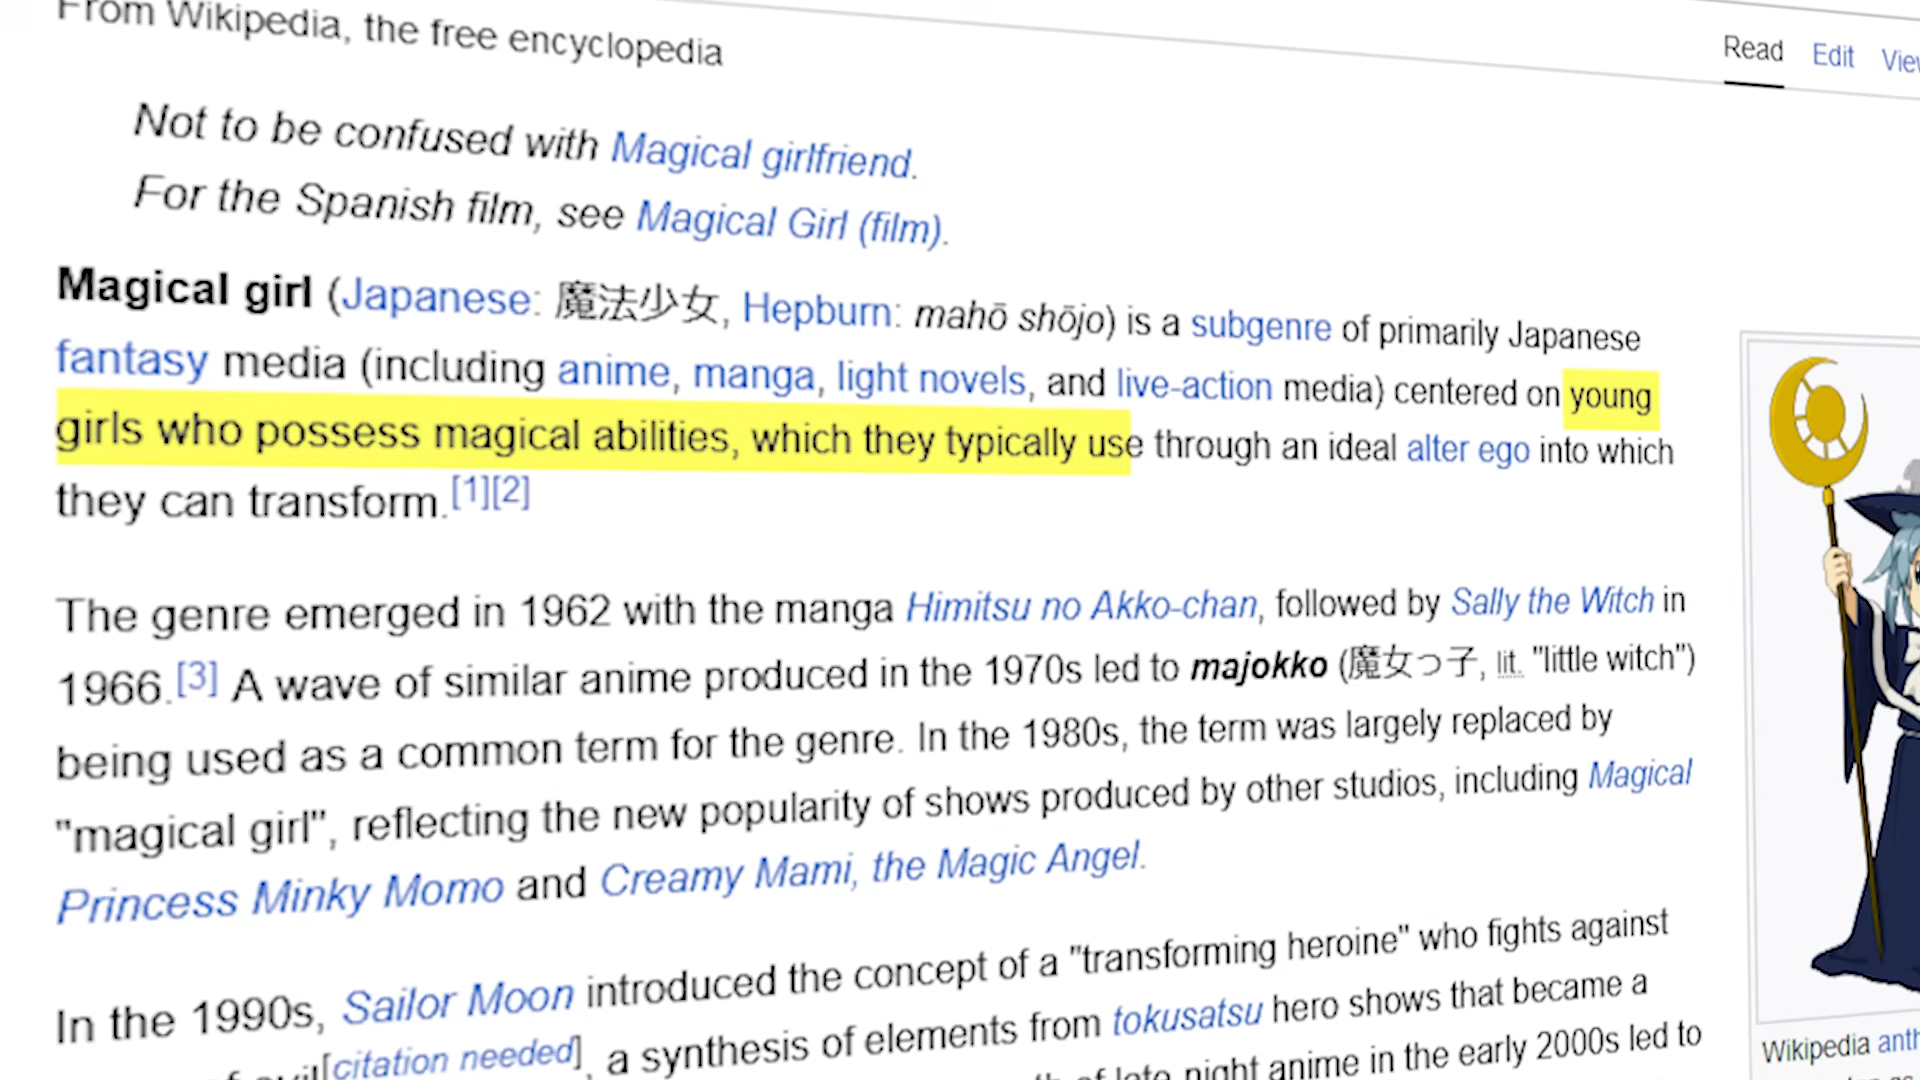 From Wikipedia, the free encyclopedia
Read Edit View
Not to be confused with Magical girlfriend.
For the Spanish film, see Magical Girl (film).
Magical girl (Japanese: 魔法少女, Hepburn: mahō shōjo) is a subgenre of primarily Japanese
fantasy media (including anime, manga, light novels, and live-action media) centered on young
girls who possess magical abilities, which they typically use through an ideal alter ego into which
they can transform.[1][2]
The genre emerged in 1962 with the manga Himitsu no Akko-chan, followed by Sally the Witch in
1966.[3] A wave of similar anime produced in the 1970s led to majokko (魔女っ子, lit. "little witch")
being used as a common term for the genre. In the 1980s, the term was largely replaced by
"magical girl", reflecting the new popularity of shows produced by other studios, including Magical
Princess Minky Momo and Creamy Mami, the Magic Angel.
In the 1990s, Sailor Moon introduced the concept of a "transforming heroine" who fights against
of evil[citation needed], a synthesis of elements from tokusatsu hero shows that became a
of late night anime in the early 2000s led to
Wikipedia anth